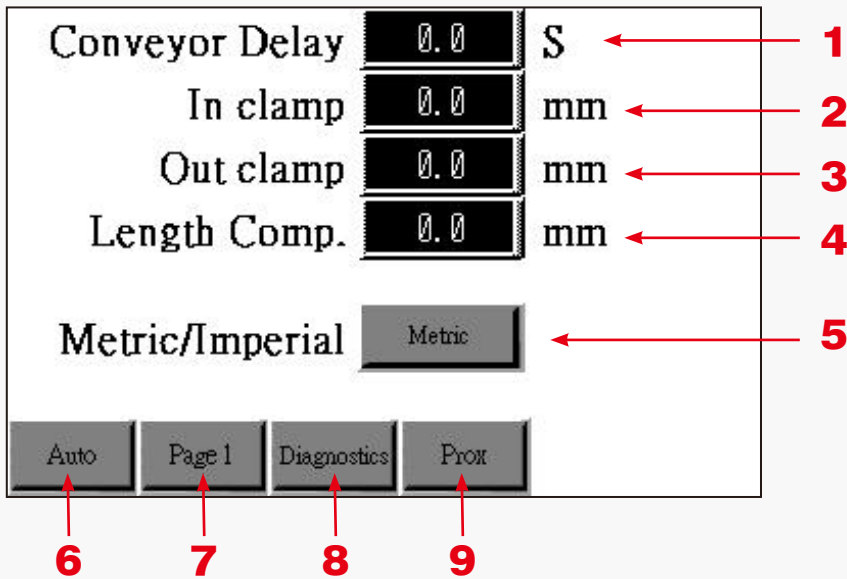 Conveyor Delay 0.0 S 1
In clamp 0.0 mm 2
Out clamp 0.0 mm 3
Length Comp. 0.0 mm 4
Metric/Imperial Metric 5
Auto Page 1 Diagnostics Prox
6 7 8 9